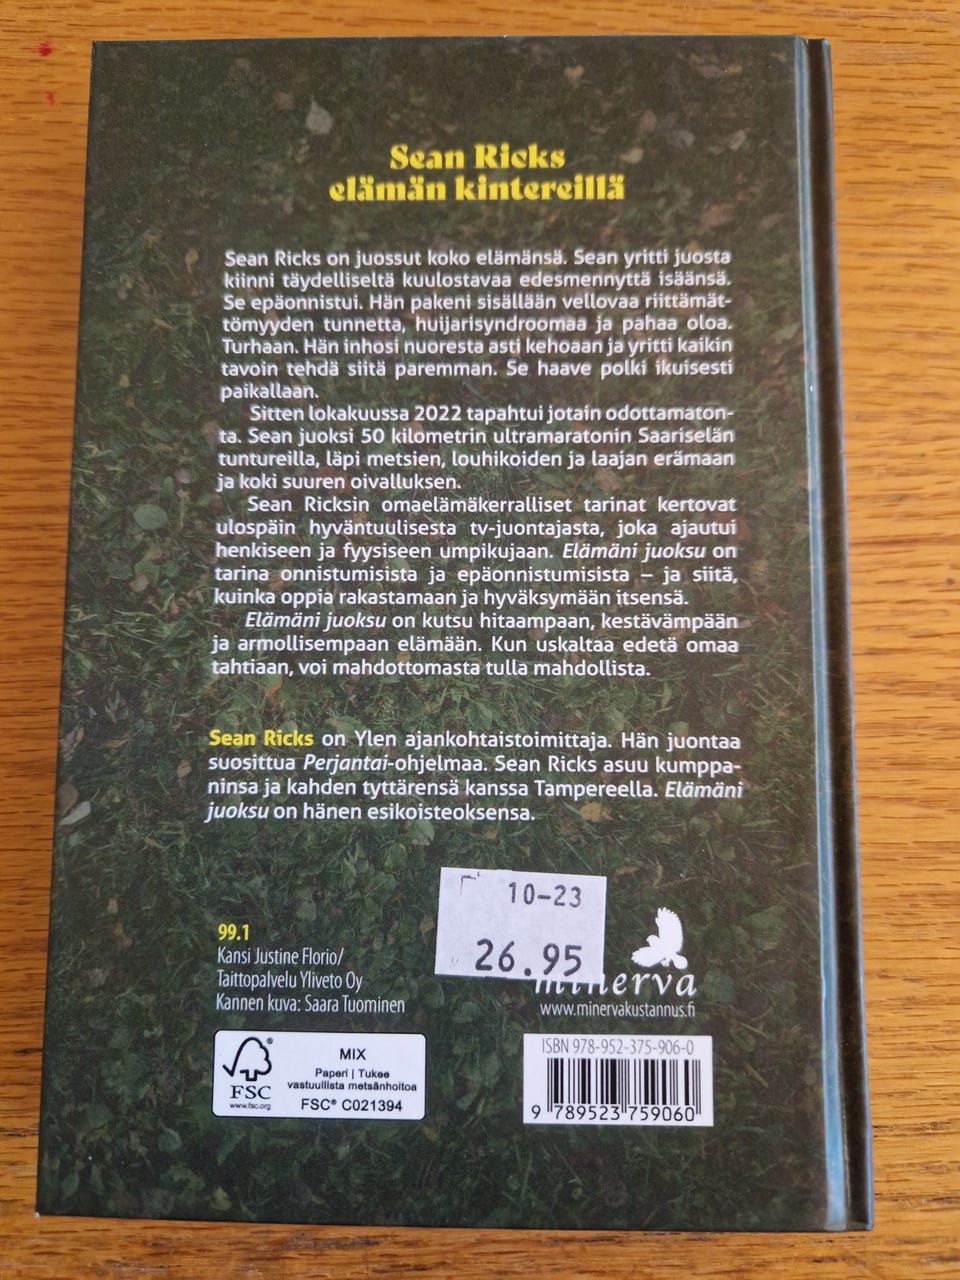 Sean Ricks
elämän kintereillä
Sean Ricks on juossut koko elämänsä. Sean yritti juosta
kiinni täydelliseltä kuulostavaa edesmennyttä isäänsä.
Se epäonnistui. Hän pakeni sisällään vellovaa riittämät-
tömyyden tunnetta, huijarisyndroomaa ja pahaa oloa.
Turhaan. Hän inhosi nuoresta asti kehoaan ja yritti kaikin
tavoin tehdä siitä paremman. Se haave polki ikuisesti
paikallaan.
Sitten lokakuussa 2022 tapahtui jotain odottamaton-
ta. Sean juoksi 50 kilometrin ultramaratonin Saariselän
tuntureilla, läpi metsien, louhikoiden ja laajan erämaan
ja koki suuren oivalluksen.
Sean Ricksin omaelämäkerralliset tarinat kertovat
ulospäin hyväntuulisesta tv-juontajasta, joka ajautui
henkiseen ja fyysiseen umpikujaan. Elämäni juoksu on
tarina onnistumisista ja epäonnistumisista – ja siitä,
kuinka oppia rakastamaan ja hyväksymään itsensä.
Elämäni juoksu on kutsu hitaampaan, kestävämpään
ja armollisempaan elämään. Kun uskaltaa edetä omaa
tahtiaan, voi mahdottomasta tulla mahdollista.
Sean Ricks on Ylen ajankohtaistoimittaja. Hän juontaa
suosittua Perjantai-ohjelmaa. Sean Ricks asuu kumppa-
ninsa ja kahden tyttärensä kanssa Tampereella. Elämäni
juoksu on hänen esikoisteoksensa.
10-23
26.95
99.1
Kansi Justine Florio/
Taittopalvelu Yliveto Oy
Kannen kuva: Saara Tuominen
minerva
www.minervakustannus.fi
FSC
www.fsc.org
MIX
Paperi | Tukee
vastuullista metsänhoitoa
FSC® C021394
ISBN 978-952-375-906-0
9 789523 759060